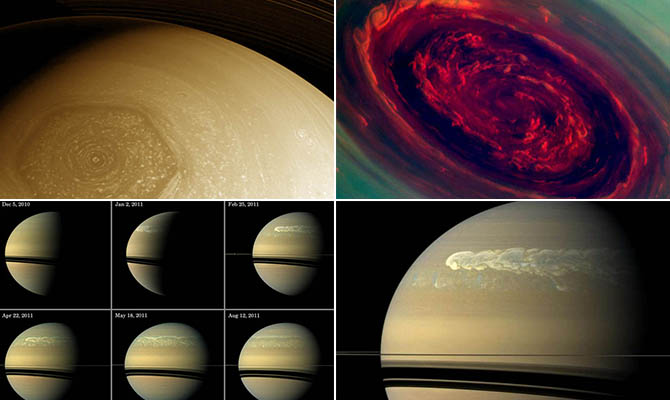 Dec 5, 2010
Jan 2, 2011
Feb 25, 2011
Apr 22, 2011
May 18, 2011
Aug 12, 2011